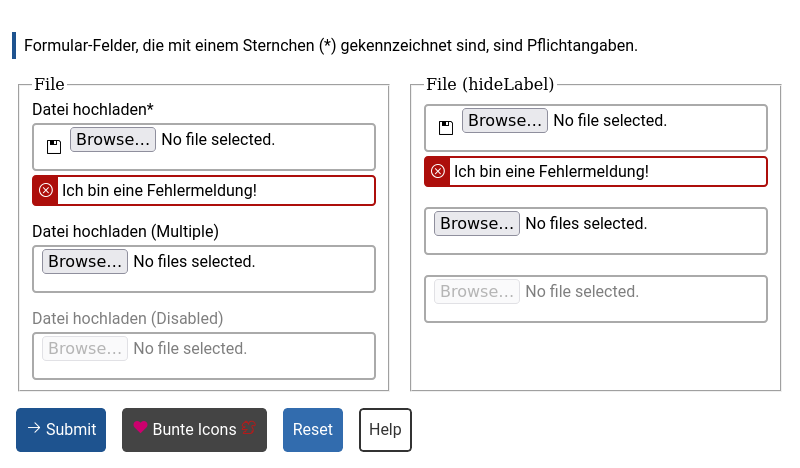 Formular-Felder, die mit einem Sternchen (*) gekennzeichnet sind, sind Pflichtangaben.
File
Datei hochladen*
Browse... No file selected.
Ich bin eine Fehlermeldung!
Datei hochladen (Multiple)
Browse... No files selected.
Datei hochladen (Disabled)
Browse... No file selected.
File (hideLabel)
Browse... No file selected.
Ich bin eine Fehlermeldung!
Browse... No files selected.
Browse... No file selected.
Submit
Bunte Icons
Reset
Help